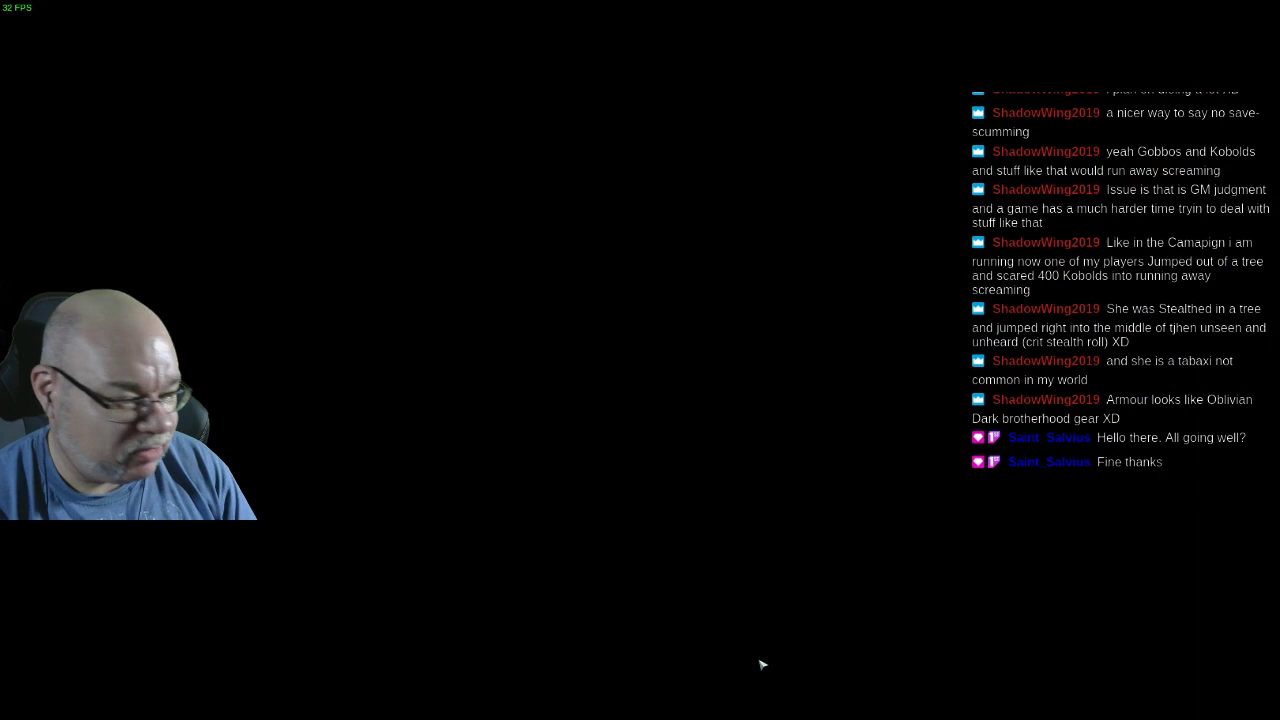 32 FPS
ShadowWing2019 a nicer way to say no save-
scumming
ShadowWing2019 yeah Gobbos and Kobolds
and stuff like that would run away screaming
ShadowWing2019 Issue is that is GM judgment
and a game has a much harder time tryin to deal with
stuff like that
ShadowWing2019 Like in the Camapign i am
running now one of my players Jumped out of a tree
and scared 400 Kobolds into running away
screaming
ShadowWing2019 She was Stealthed in a tree
and jumped right into the middle of tjhen unseen and
unheard (crit stealth roll) XD
ShadowWing2019 and she is a tabaxi not
common in my world
ShadowWing2019 Armour looks like Oblivian
Dark brotherhood gear XD
Saint_Salvius Hello there. All going well?
Saint_Salvius Fine thanks